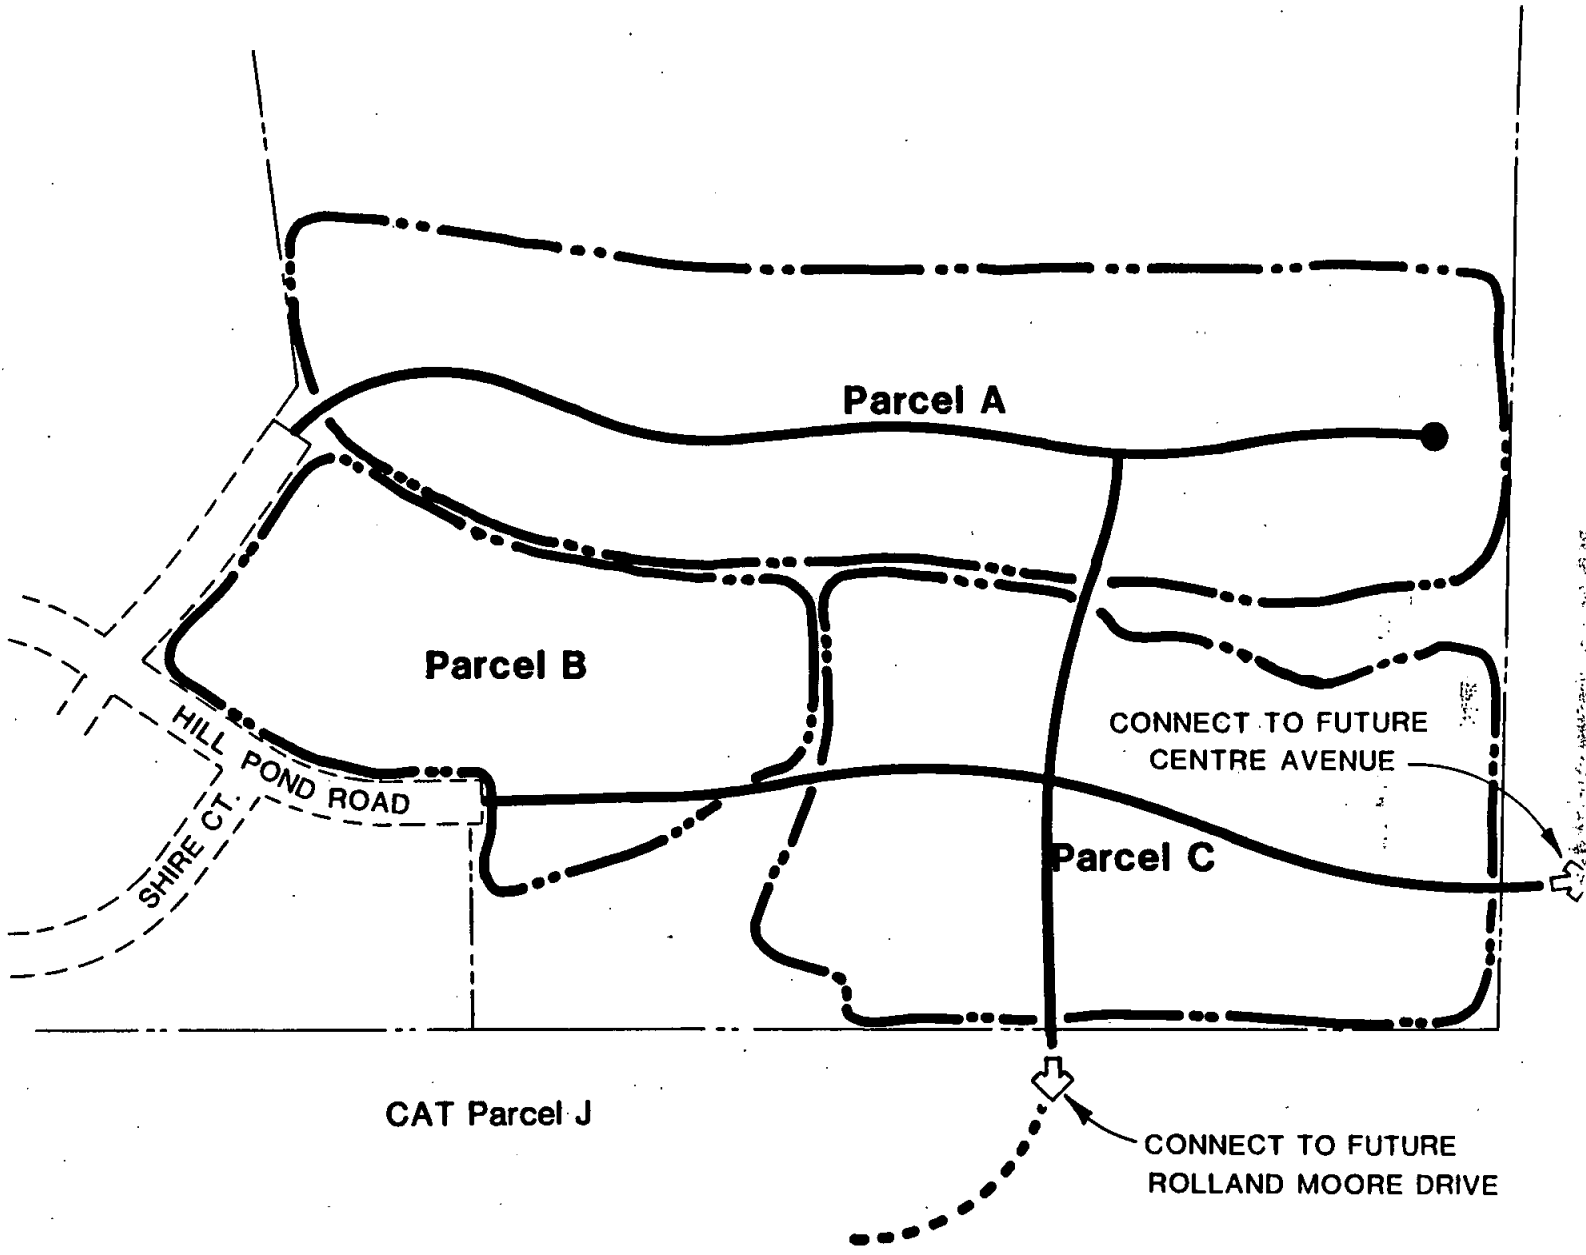 Parcel A
Parcel B
CONNECT TO FUTURE
CENTRE AVENUE
HILL POND ROAD
SHIRE CT.
Parcel C
CAT Parcel J
CONNECT TO FUTURE
ROLLAND MOORE DRIVE